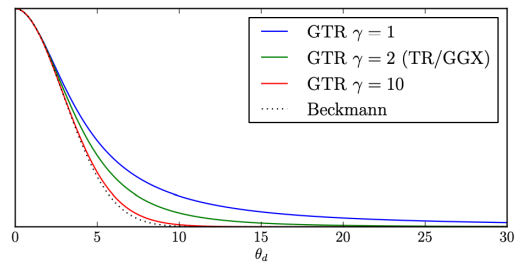 GTR γ = 1
GTR γ = 2 (TR/GGX)
GTR γ = 10
Beckmann
0 5 10 15 20 25 30
θ_d